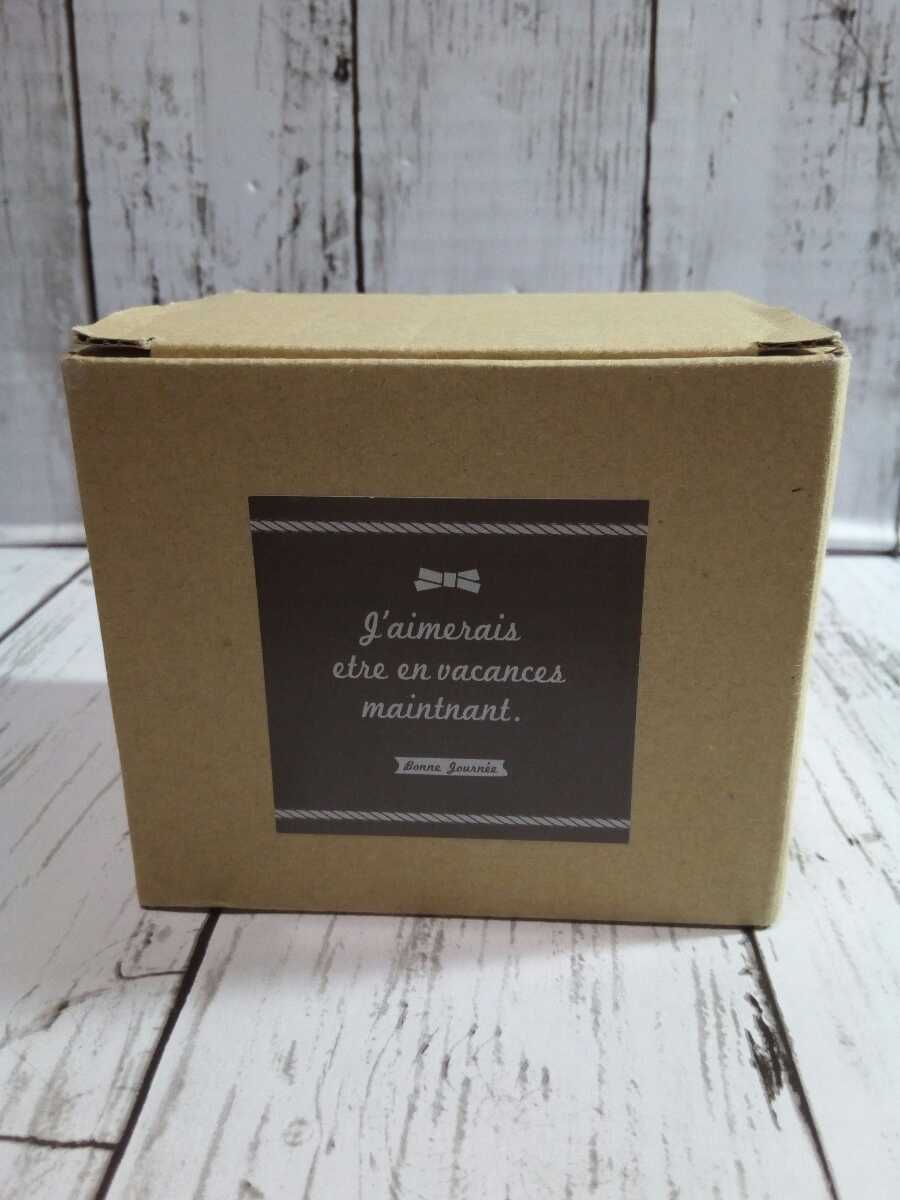 J'aimerais
etre en vacances
maintnant.
Bonne Journée